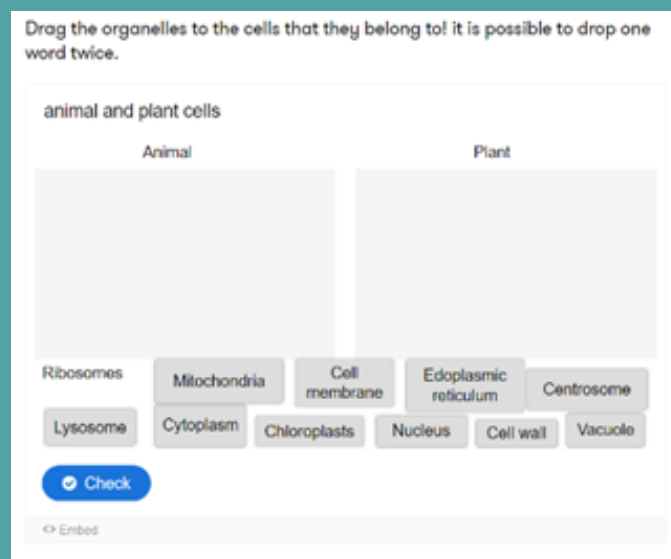 Drag the organelles to the cells that they belong to! it is possible to drop one
word twice.
animal and plant cells
Animal Plant
Ribosomes Mitochondria Cell membrane Edoplasmic reticulum Centrosome
Lysosome Cytoplasm Chloroplasts Nucleus Cell wall Vacuole
Check
<> Embed